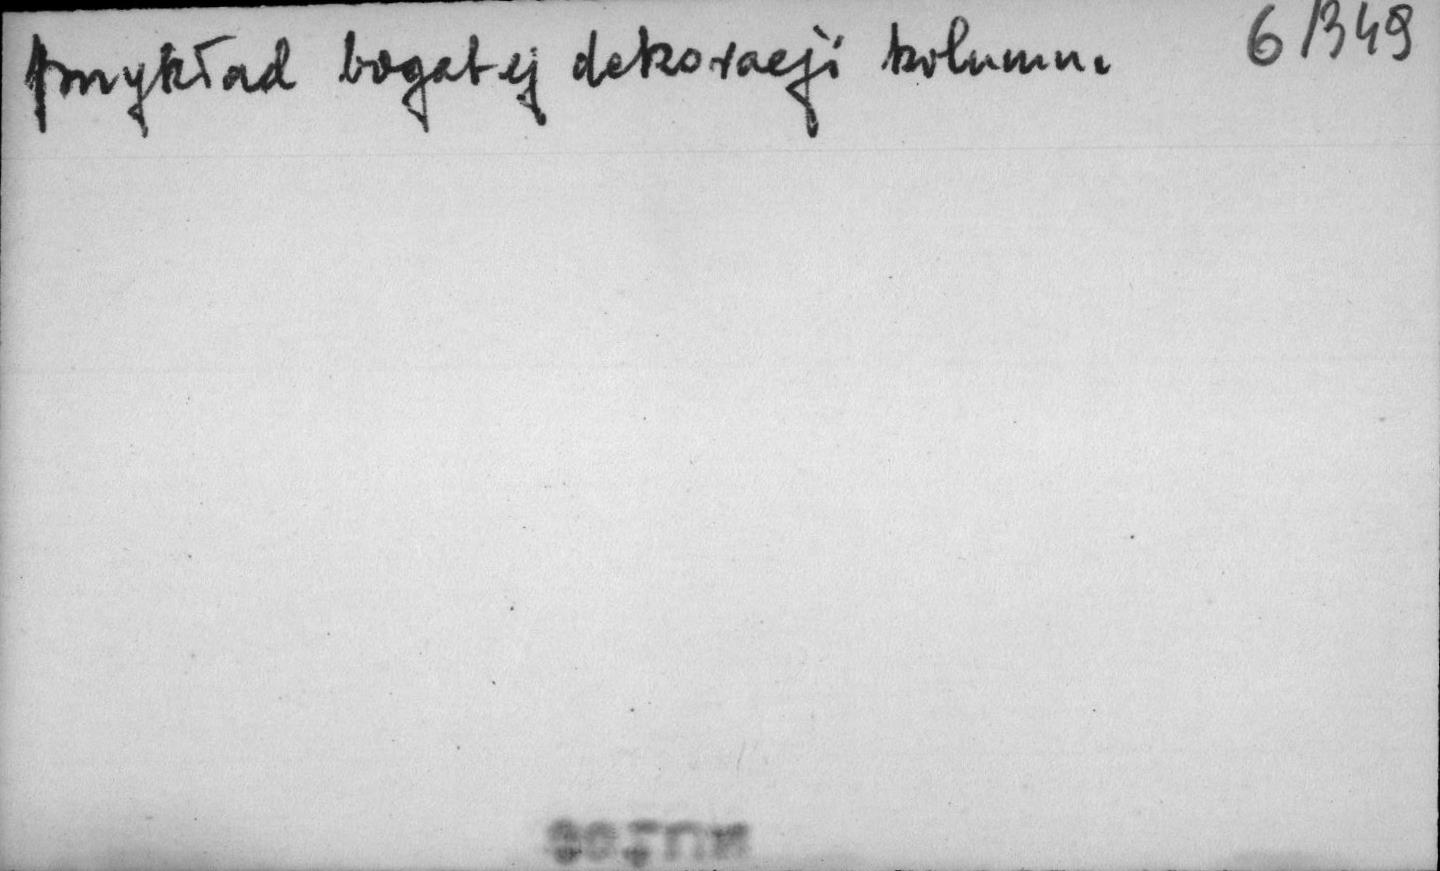 przykład bogatej dekoracji kolumn. 6/349